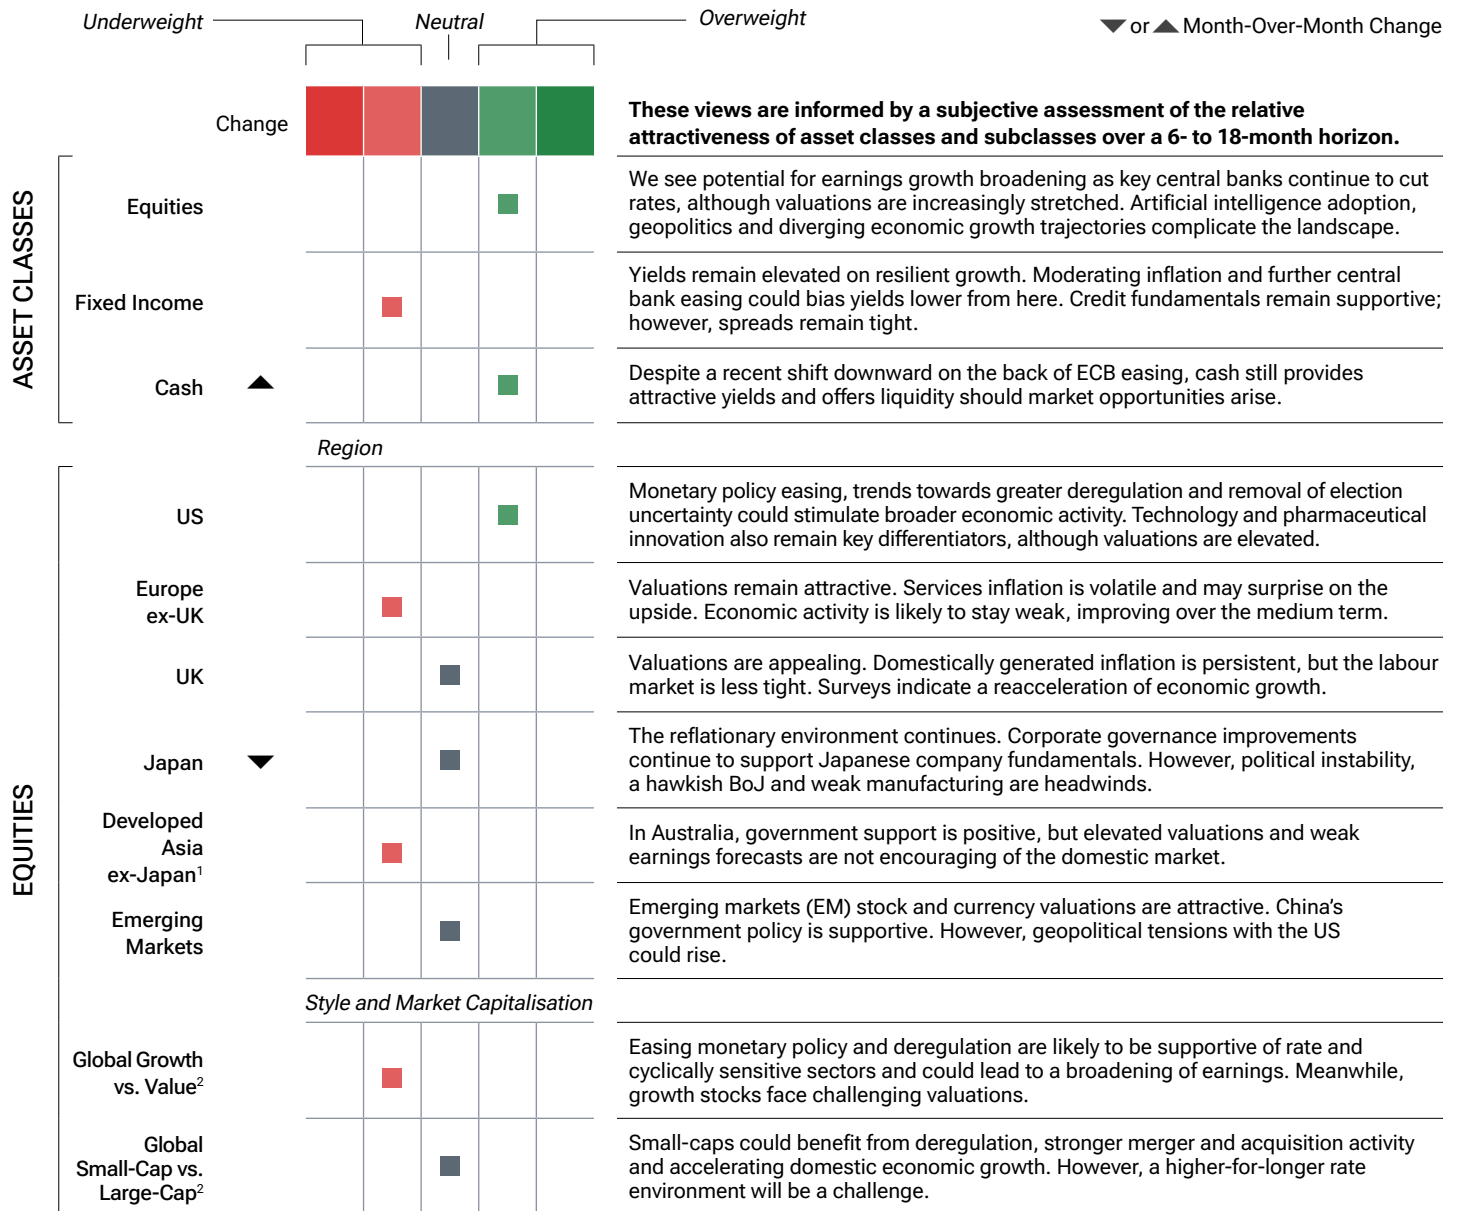 Underweight
Neutral
Overweight
▼ or ▲ Month-Over-Month Change
Change
These views are informed by a subjective assessment of the relative
attractiveness of asset classes and subclasses over a 6- to 18-month horizon.
ASSET CLASSES
Equities
We see potential for earnings growth broadening as key central banks continue to cut
rates, although valuations are increasingly stretched. Artificial intelligence adoption,
geopolitics and diverging economic growth trajectories complicate the landscape.
Fixed Income
Yields remain elevated on resilient growth. Moderating inflation and further central
bank easing could bias yields lower from here. Credit fundamentals remain supportive;
however, spreads remain tight.
Cash
Despite a recent shift downward on the back of ECB easing, cash still provides
attractive yields and offers liquidity should market opportunities arise.
Region
EQUITIES
US
Monetary policy easing, trends towards greater deregulation and removal of election
uncertainty could stimulate broader economic activity. Technology and pharmaceutical
innovation also remain key differentiators, although valuations are elevated.
Europe
ex-UK
Valuations remain attractive. Services inflation is volatile and may surprise on the
upside. Economic activity is likely to stay weak, improving over the medium term.
UK
Valuations are appealing. Domestically generated inflation is persistent, but the labour
market is less tight. Surveys indicate a reacceleration of economic growth.
Japan
The reflationary environment continues. Corporate governance improvements
continue to support Japanese company fundamentals. However, political instability,
a hawkish BoJ and weak manufacturing are headwinds.
Developed
Asia
ex-Japan¹
In Australia, government support is positive, but elevated valuations and weak
earnings forecasts are not encouraging of the domestic market.
Emerging
Markets
Emerging markets (EM) stock and currency valuations are attractive. China's
government policy is supportive. However, geopolitical tensions with the US
could rise.
Style and Market Capitalisation
Global Growth
vs. Value²
Easing monetary policy and deregulation are likely to be supportive of rate and
cyclically sensitive sectors and could lead to a broadening of earnings. Meanwhile,
growth stocks face challenging valuations.
Global
Small-Cap vs.
Large-Cap²
Small-caps could benefit from deregulation, stronger merger and acquisition activity
and accelerating domestic economic growth. However, a higher-for-longer rate
environment will be a challenge.